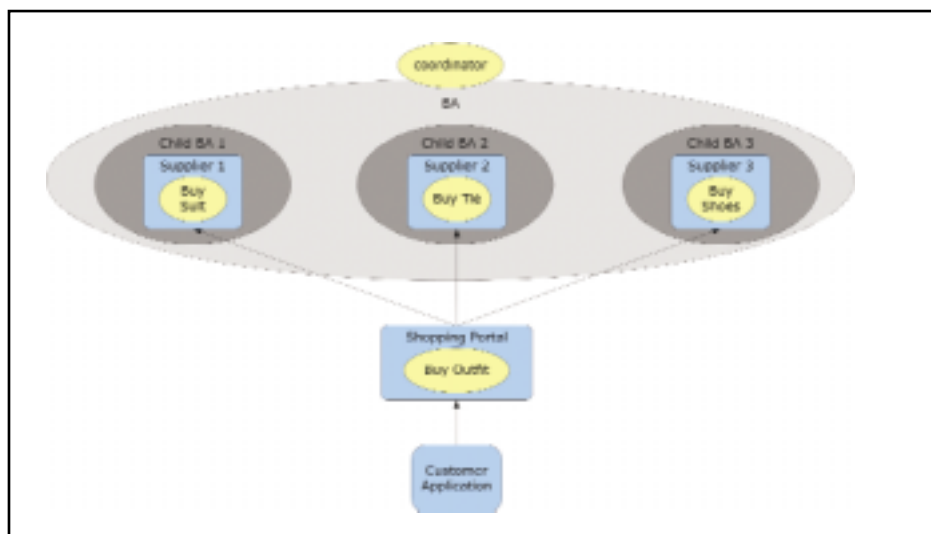 coordinator
BA
Child BA 1
Child BA 2
Child BA 3
Supplier 1
Supplier 2
Supplier 3
Buy
Suit
Buy Tie
Buy
Shoes
Shopping Portal
Buy Outfit
Customer
Application